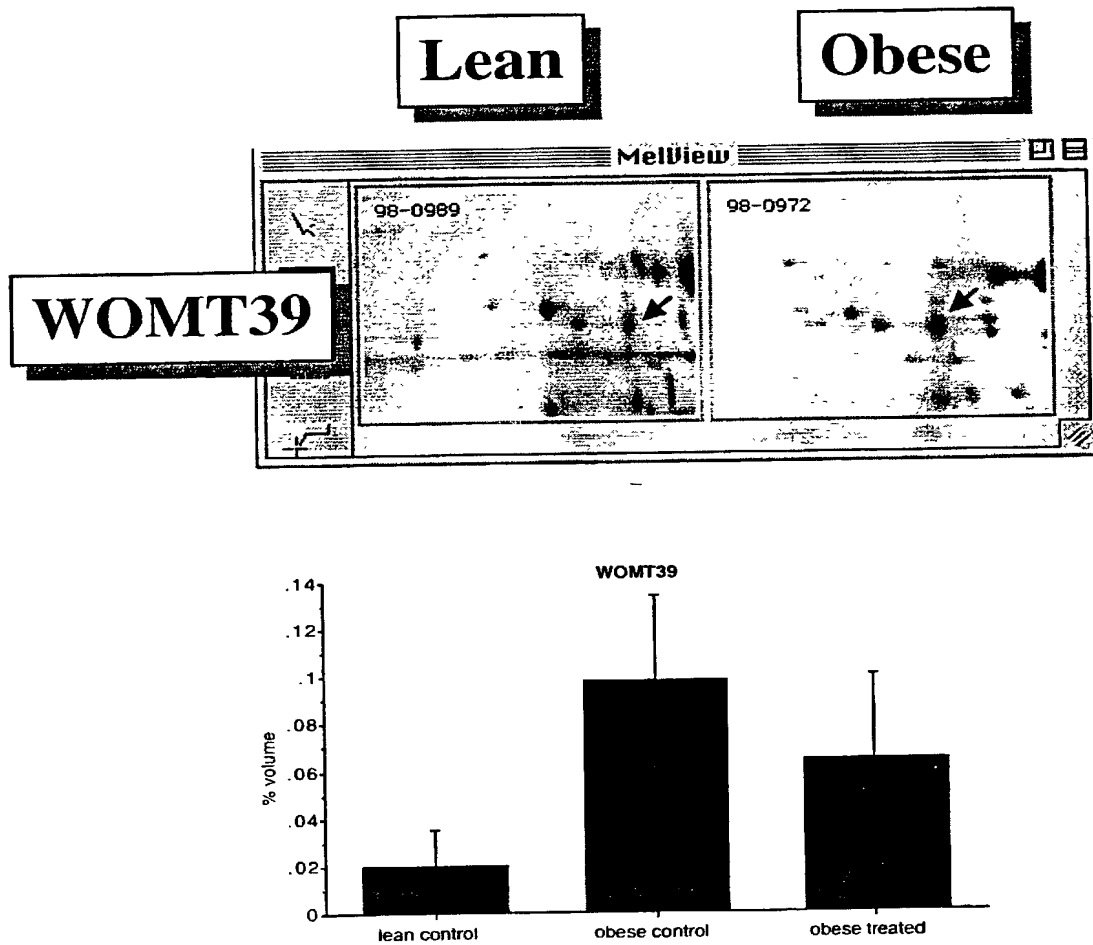 Lean
Obese
MelView
98-0989
98-0972
WOMT39
WOMT39
.14
.12
.1
.08
.06
.04
.02
0
% volume
lean control
obese control
obese treated